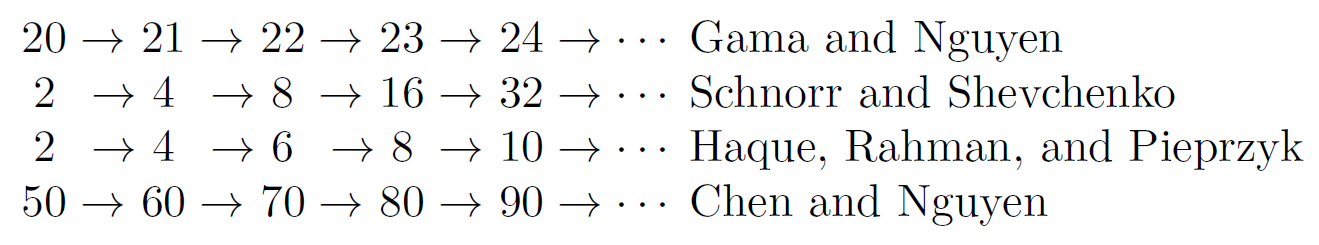 20 → 21 → 22 → 23 → 24 → ··· Gama and Nguyen
2 → 4 → 8 → 16 → 32 → ··· Schnorr and Shevchenko
2 → 4 → 6 → 8 → 10 → ··· Haque, Rahman, and Pieprzyk
50 → 60 → 70 → 80 → 90 → ··· Chen and Nguyen